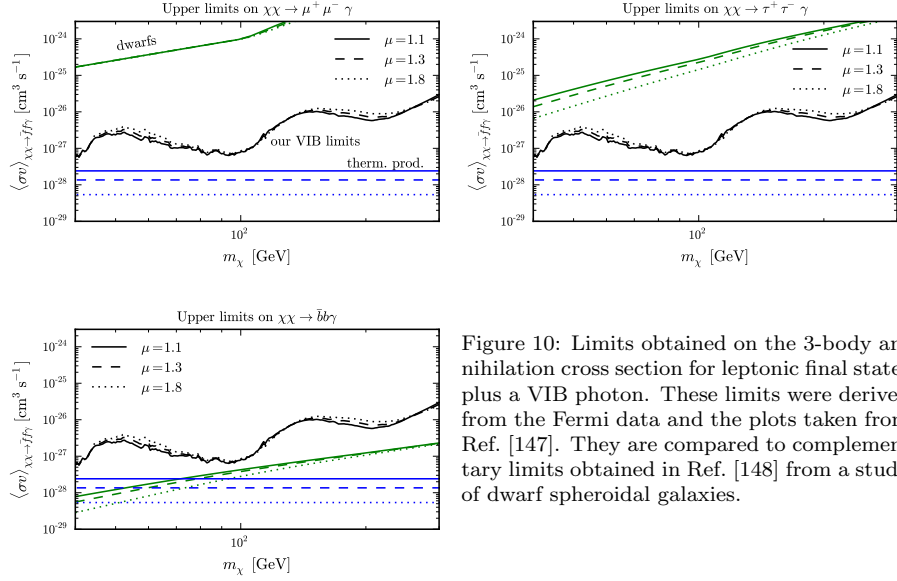 Upper limits on χχ → μ⁺ μ⁻ γ
⟨σv⟩χχ→f̄fγ [cm³ s⁻¹]
10⁻²⁴
10⁻²⁵
10⁻²⁶
10⁻²⁷
10⁻²⁸
10⁻²⁹
dwarfs
μ=1.1
μ=1.3
μ=1.8
our VIB limits
therm. prod.
10²
mχ [GeV]
Upper limits on χχ → τ⁺ τ⁻ γ
⟨σv⟩χχ→f̄fγ [cm³ s⁻¹]
10⁻²⁴
10⁻²⁵
10⁻²⁶
10⁻²⁷
10⁻²⁸
10⁻²⁹
μ=1.1
μ=1.3
μ=1.8
10²
mχ [GeV]
Upper limits on χχ → b̄bγ
⟨σv⟩χχ→f̄fγ [cm³ s⁻¹]
10⁻²⁴
10⁻²⁵
10⁻²⁶
10⁻²⁷
10⁻²⁸
10⁻²⁹
μ=1.1
μ=1.3
μ=1.8
10²
mχ [GeV]
Figure 10: Limits obtained on the 3-body an
nihilation cross section for leptonic final state
plus a VIB photon. These limits were derive
from the Fermi data and the plots taken from
Ref. [147]. They are compared to complemen
tary limits obtained in Ref. [148] from a stud
of dwarf spheroidal galaxies.